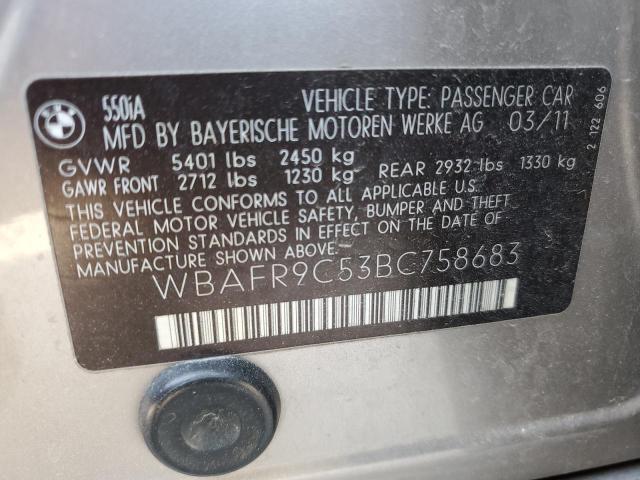 BMW
550iA
VEHICLE TYPE: PASSENGER CAR
MFD BY BAYERISCHE MOTOREN WERKE AG 03/11
GVWR 5401 lbs 2450 kg
GAWR FRONT 2712 lbs 1230 kg REAR 2932 lbs 1330 kg
THIS VEHICLE CONFORMS TO ALL APPLICABLE U.S.
FEDERAL MOTOR VEHICLE SAFETY, BUMPER AND THEFT
PREVENTION STANDARDS IN EFFECT ON THE DATE OF
MANUFACTURE SHOWN ABOVE.
WBAFR9C53BC758683
2 122 606